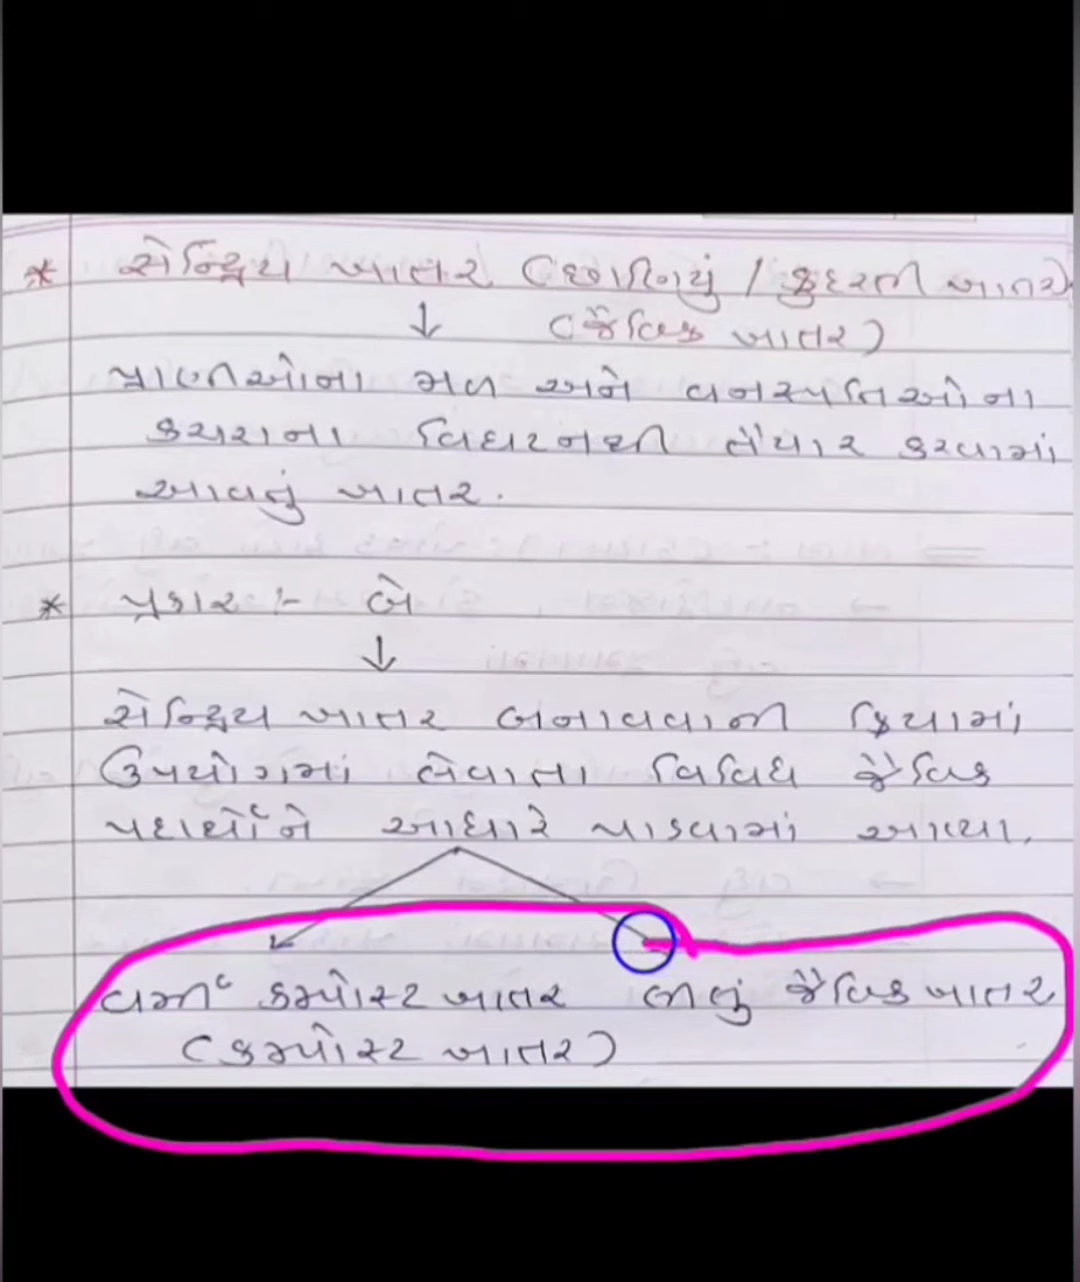 * સેન્દ્રિય ખાતર (છાણિયું / કુદરતી ખાતર)
↓ (જૈવિક ખાતર)
પ્રાણીઓના મળ અને વનસ્પતિઓના
કચરાના વિઘટનથી તૈયાર કરવામાં
આવતું ખાતર.
* પ્રકાર :- બે
↓
સેન્દ્રિય ખાતર બનાવવાની ક્રિયામાં
ઉપયોગમાં લેવાતા વિવિધ જૈવિક
પદાર્થોને આધારે પાડવામાં આવ્યા.
વર્મી કમ્પોસ્ટ ખાતર લીલું જૈવિક ખાતર
(કમ્પોસ્ટ ખાતર)